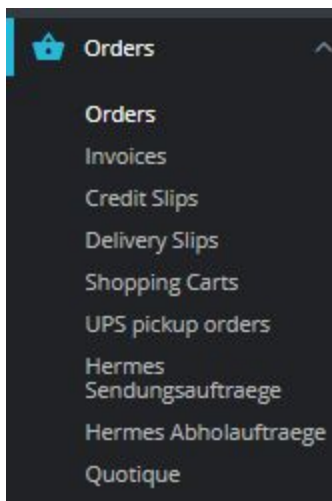 Orders
Orders
Invoices
Credit Slips
Delivery Slips
Shopping Carts
UPS pickup orders
Hermes
Sendungsauftraege
Hermes Abholauftraege
Quotique